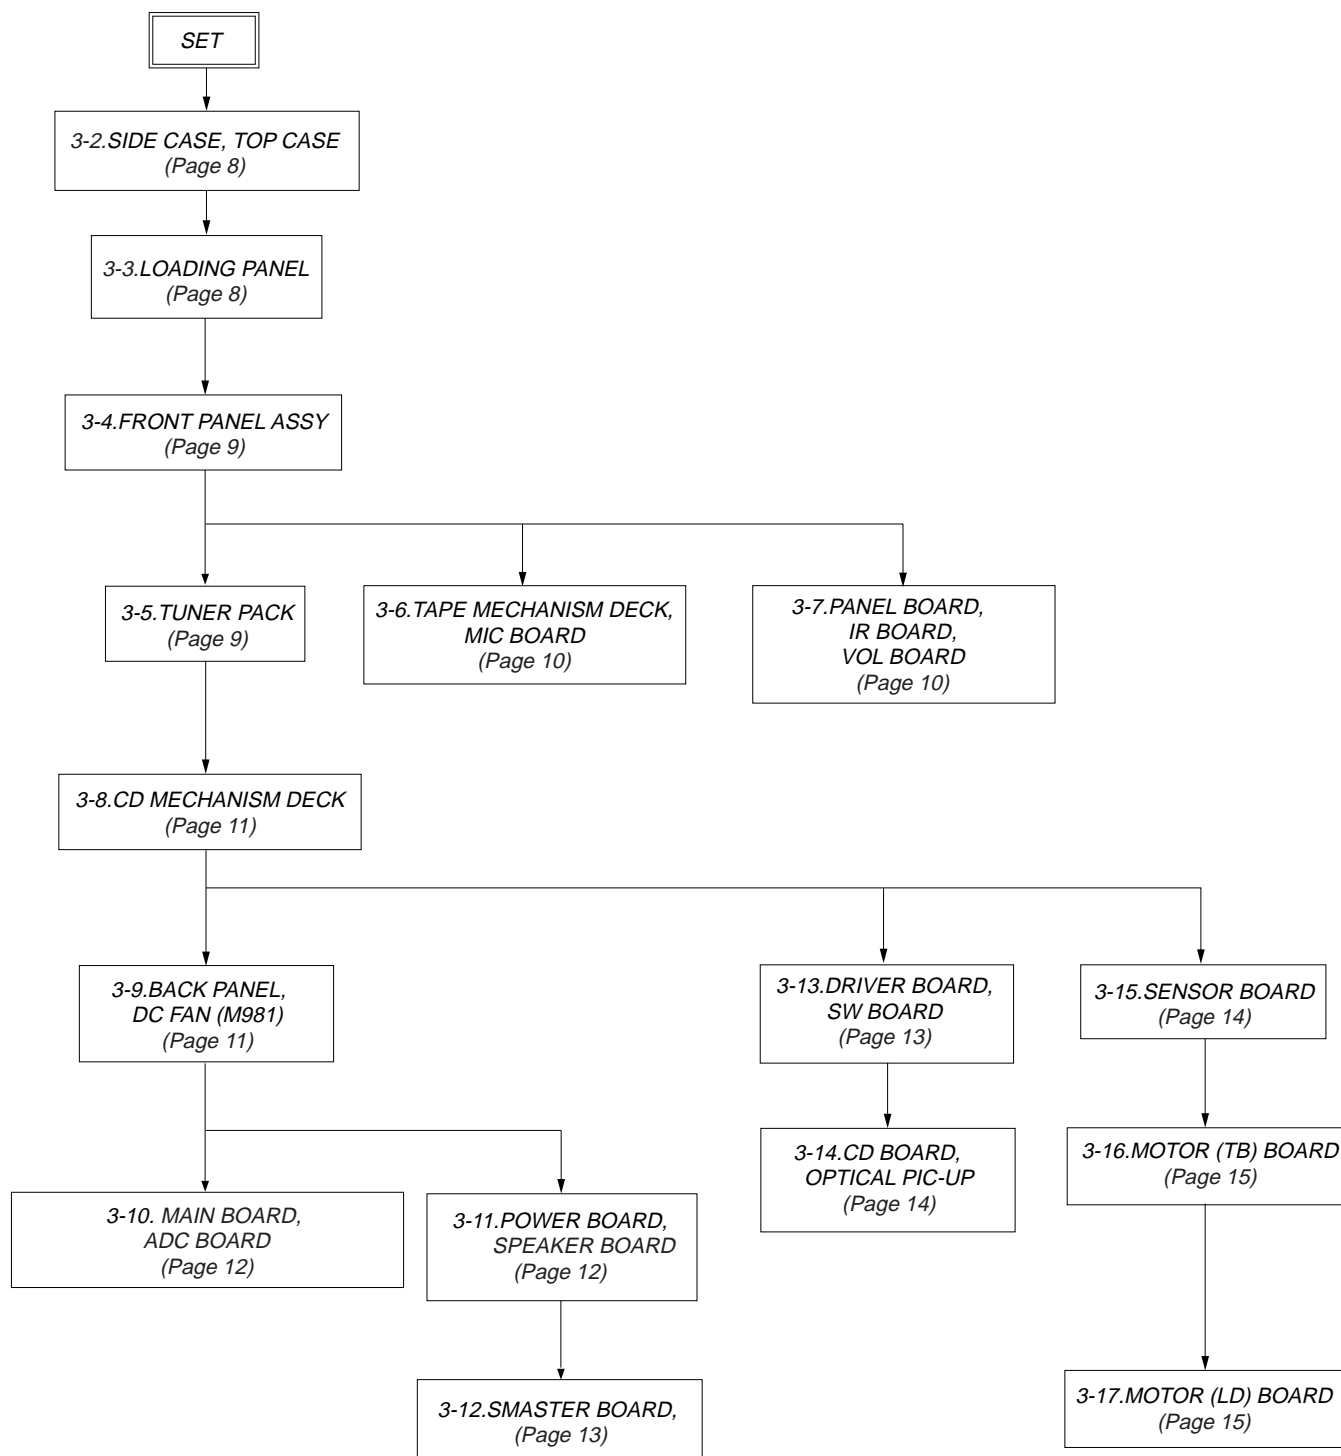 SET
3-2.SIDE CASE, TOP CASE
(Page 8)
3-3.LOADING PANEL
(Page 8)
3-4.FRONT PANEL ASSY
(Page 9)
3-5.TUNER PACK
(Page 9)
3-6.TAPE MECHANISM DECK,
MIC BOARD
(Page 10)
3-7.PANEL BOARD,
IR BOARD,
VOL BOARD
(Page 10)
3-8.CD MECHANISM DECK
(Page 11)
3-9.BACK PANEL,
DC FAN (M981)
(Page 11)
3-13.DRIVER BOARD,
SW BOARD
(Page 13)
3-15.SENSOR BOARD
(Page 14)
3-10. MAIN BOARD,
ADC BOARD
(Page 12)
3-11.POWER BOARD,
SPEAKER BOARD
(Page 12)
3-14.CD BOARD,
OPTICAL PIC-UP
(Page 14)
3-16.MOTOR (TB) BOARD
(Page 15)
3-12.SMASTER BOARD,
(Page 13)
3-17.MOTOR (LD) BOARD
(Page 15)